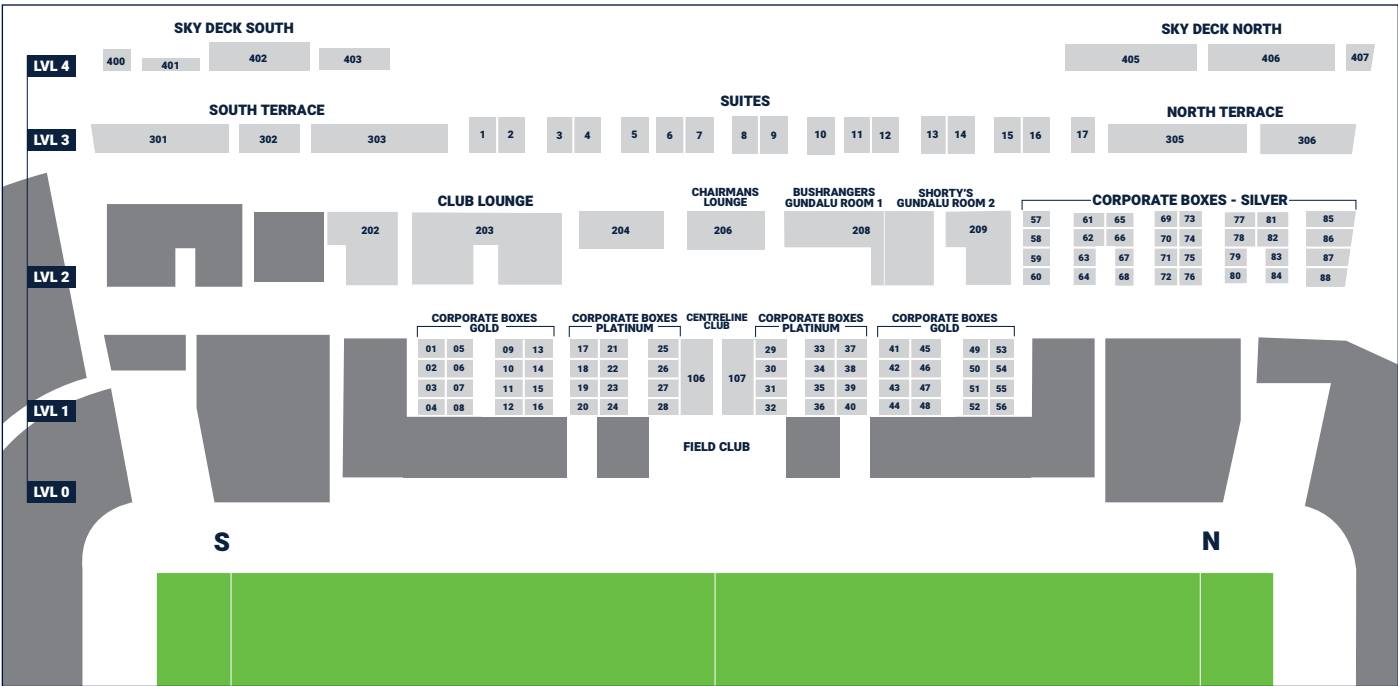 SKY DECK SOUTH
SKY DECK NORTH
LVL 4
400
401
402
403
405
406
407
SOUTH TERRACE
SUITES
NORTH TERRACE
LVL 3
301
302
303
1 2 3 4 5 6 7 8 9 10 11 12 13 14 15 16 17
305
306
CLUB LOUNGE
CHAIRMANS
LOUNGE
BUSHRANGERS
GUNDALU ROOM 1
SHORTY'S
GUNDALU ROOM 2
CORPORATE BOXES - SILVER
LVL 2
202
203
204
206
208
209
57 61 65 69 73 77 81 85
58 62 66 70 74 78 82 86
59 63 67 71 75 79 83 87
60 64 68 72 76 80 84 88
CORPORATE BOXES
GOLD
CORPORATE BOXES
PLATINUM
CENTRELINE
CLUB
CORPORATE BOXES
PLATINUM
CORPORATE BOXES
GOLD
LVL 1
01 05 09 13 17 21 25
02 06 10 14 18 22 26
03 07 11 15 19 23 27
04 08 12 16 20 24 28
106
107
29 33 37 41 45 49 53
30 34 38 42 46 50 54
31 35 39 43 47 51 55
32 36 40 44 48 52 56
FIELD CLUB
LVL 0
S
N